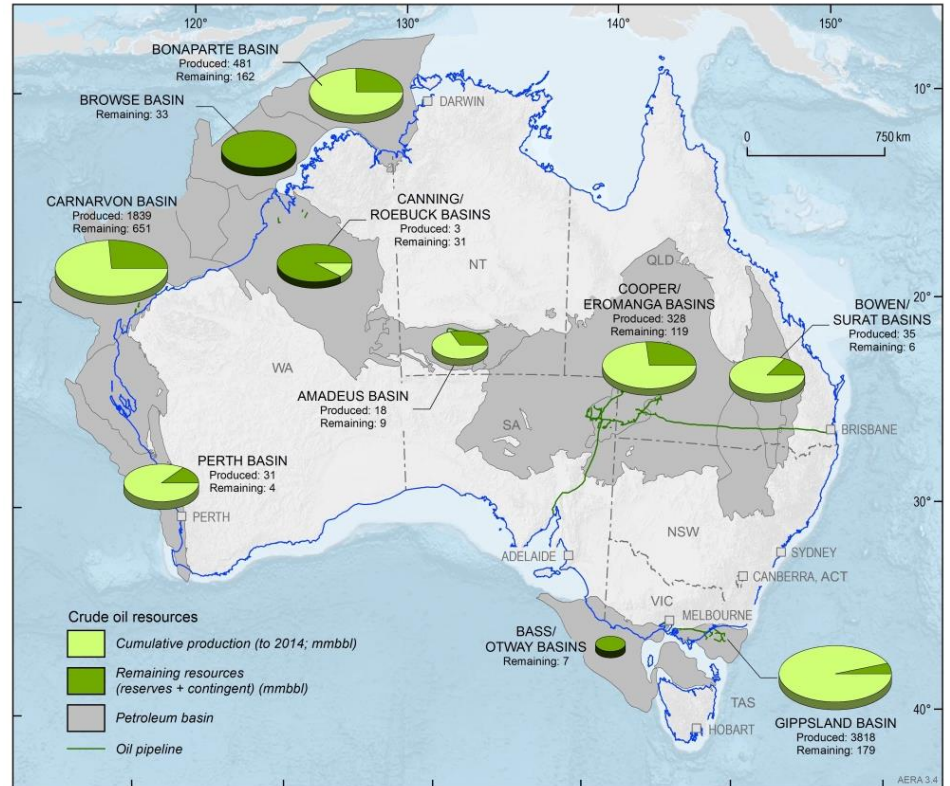 120°
130°
140°
150°
BONAPARTE BASIN
Produced: 481
Remaining: 162
10°
DARWIN
BROWSE BASIN
Remaining: 33
0
750 km
CARNARVON BASIN
Produced: 1839
Remaining: 651
CANNING/
ROEBUCK BASINS
Produced: 3
Remaining: 31
NT
QLD
COOPER/
EROMANGA BASINS
Produced: 328
Remaining: 119
20°
BOWEN/
SURAT BASINS
Produced: 35
Remaining: 6
WA
AMADEUS BASIN
Produced: 18
Remaining: 9
SA
BRISBANE
PERTH BASIN
Produced: 31
Remaining: 4
PERTH
30°
NSW
ADELAIDE
SYDNEY
CANBERRA, ACT
VIC
MELBOURNE
BASS/
OTWAY BASINS
Remaining: 7
Crude oil resources
Cumulative production (to 2014; mmbbl)
Remaining resources
(reserves + contingent) (mmbbl)
Petroleum basin
Oil pipeline
TAS
HOBART
40°
GIPPSLAND BASIN
Produced: 3818
Remaining: 179
AERA 3.4